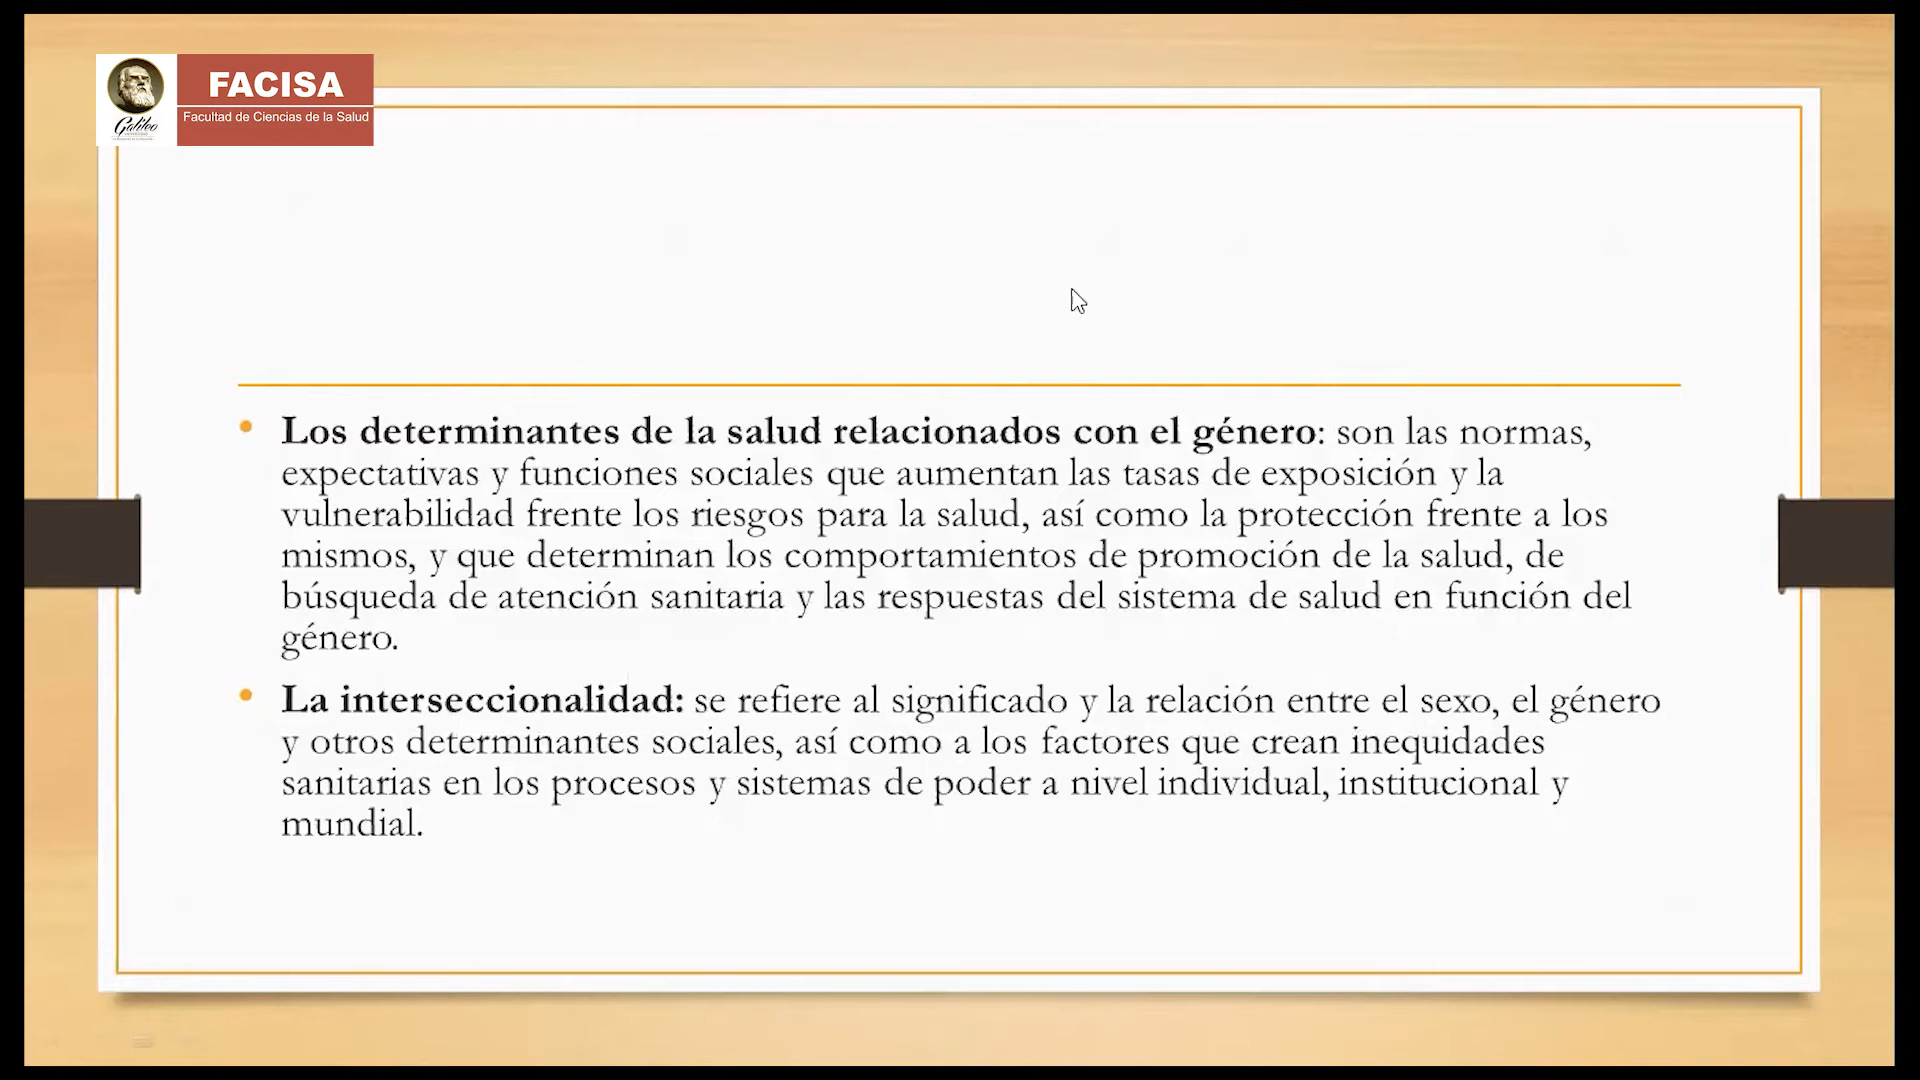 FACISA
Galileo
Facultad de Ciencias de la Salud
• Los determinantes de la salud relacionados con el género: son las normas,
expectativas y funciones sociales que aumentan las tasas de exposición y la
vulnerabilidad frente los riesgos para la salud, así como la protección frente a los
mismos, y que determinan los comportamientos de promoción de la salud, de
búsqueda de atención sanitaria y las respuestas del sistema de salud en función del
género.
• La interseccionalidad: se refiere al significado y la relación entre el sexo, el género
y otros determinantes sociales, así como a los factores que crean inequidades
sanitarias en los procesos y sistemas de poder a nivel individual, institucional y
mundial.